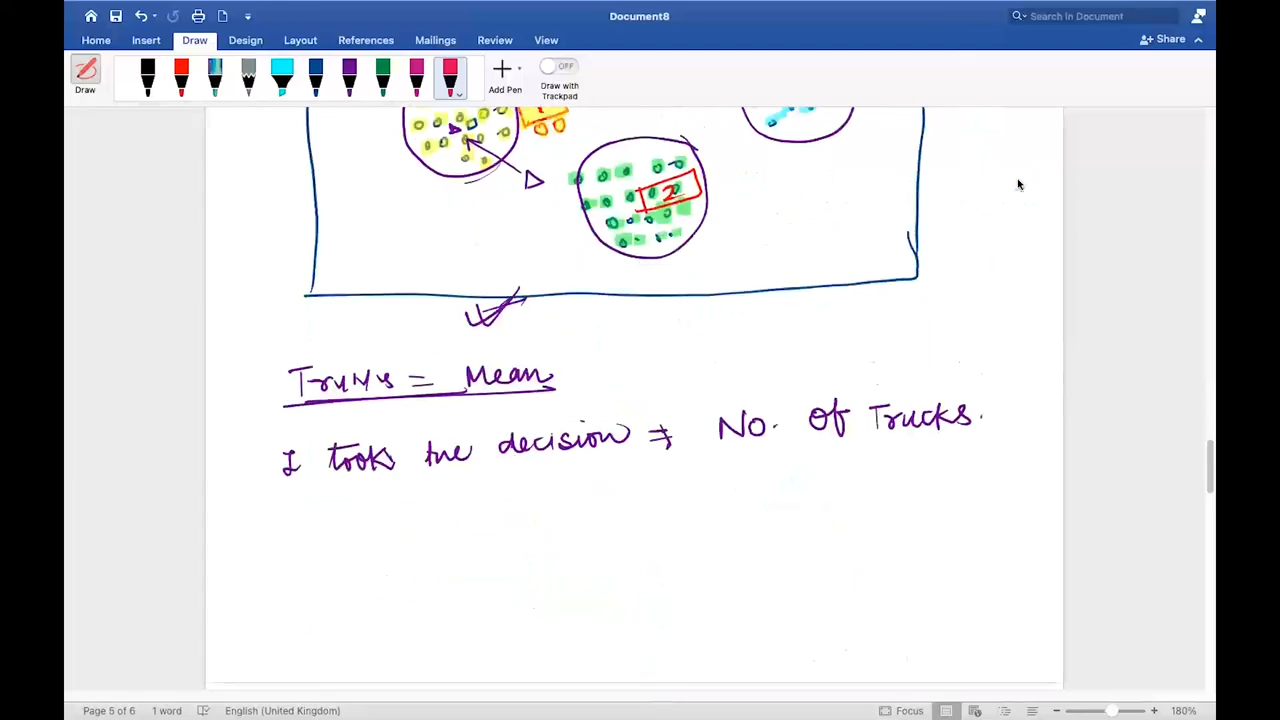 Document8
Search in Document
Home Insert Draw Design Layout References Mailings Review View
Share
Draw
Add Pen
OFF
Draw with
Trackpad
2
Trucks = Mean
I took the decision ⇒ No. Of Trucks.
Page 5 of 6 1 word English (United Kingdom) Focus 180%